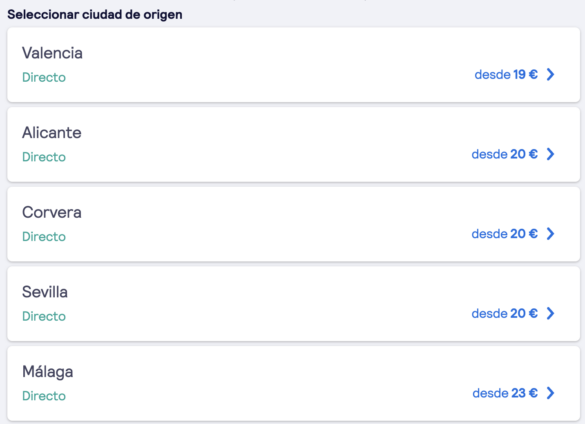 Seleccionar ciudad de origen
Valencia
Directo
desde 19 €
Alicante
Directo
desde 20 €
Corvera
Directo
desde 20 €
Sevilla
Directo
desde 20 €
Málaga
Directo
desde 23 €